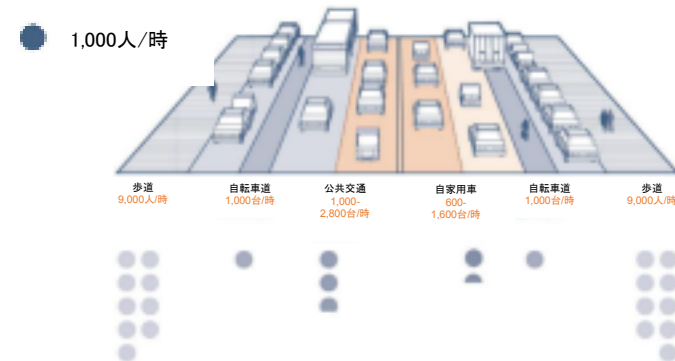 1,000人/時
歩道
9,000人/時
自転車道
1,000台/時
公共交通
1,000-
2,800台/時
自家用車
600-
1,600台/時
自転車道
1,000台/時
歩道
9,000人/時